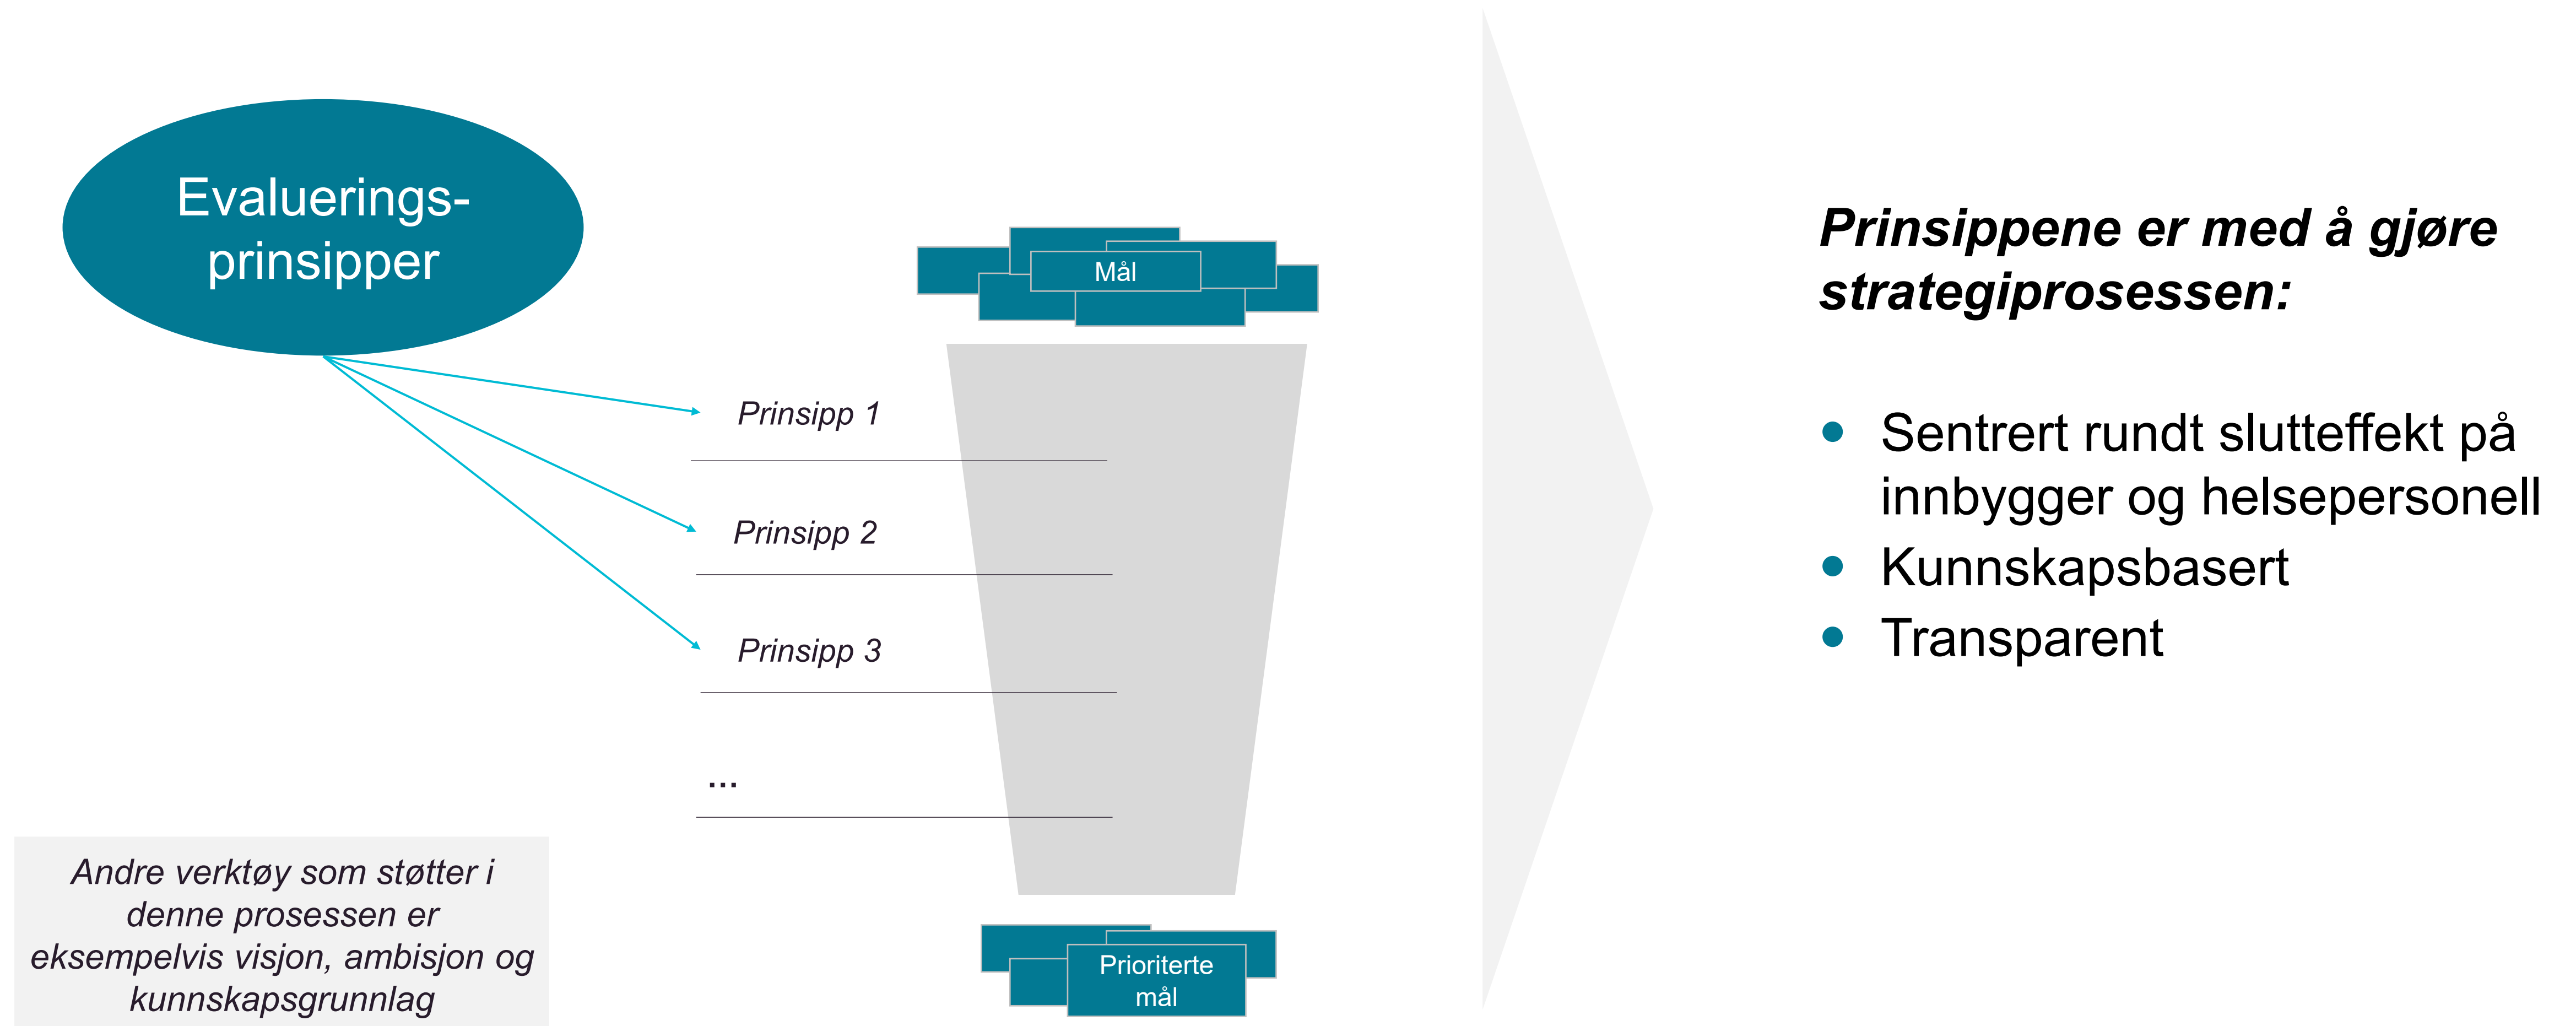 Evaluerings-
prinsipper
Mål
Prinsipp 1
Prinsipp 2
Prinsipp 3
...
Prioriterte
mål
Andre verktøy som støtter i
denne prosessen er
eksempelvis visjon, ambisjon og
kunnskapsgrunnlag
Prinsippene er med å gjøre
strategiprosessen:
• Sentrert rundt slutteffekt på
innbygger og helsepersonell
• Kunnskapsbasert
• Transparent